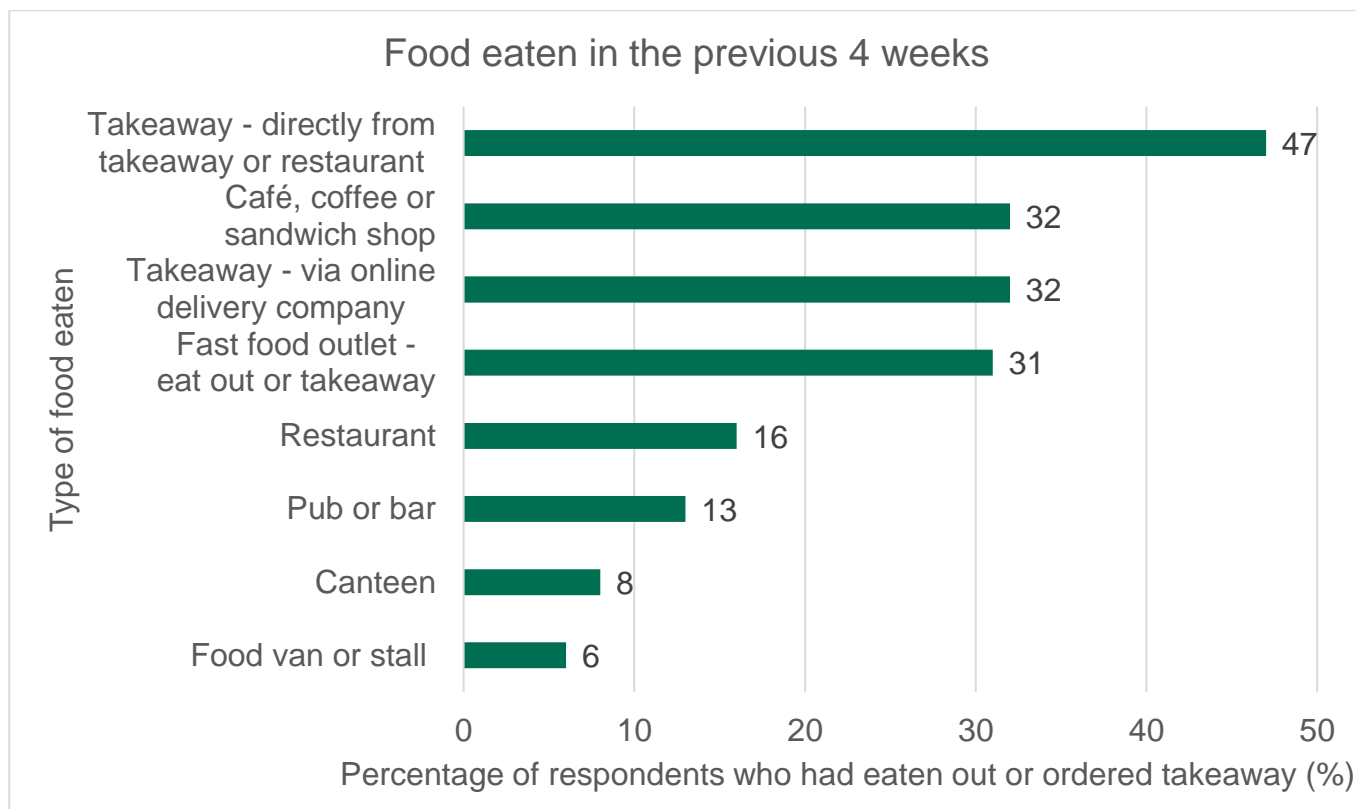 Food eaten in the previous 4 weeks
Type of food eaten
Takeaway - directly from
takeaway or restaurant
47
Café, coffee or
sandwich shop
32
Takeaway - via online
delivery company
32
Fast food outlet -
eat out or takeaway
31
Restaurant
16
Pub or bar
13
Canteen
8
Food van or stall
6
0 10 20 30 40 50
Percentage of respondents who had eaten out or ordered takeaway (%)